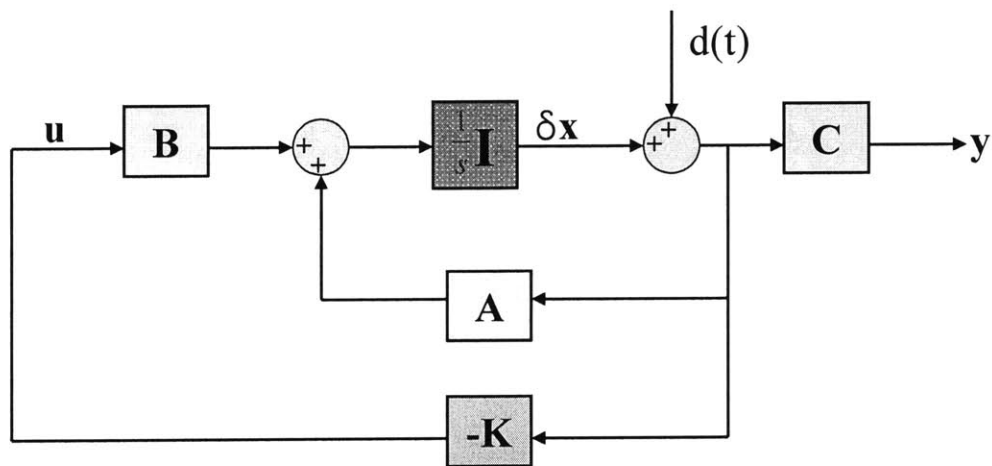 d(t)
u
B
+
+
1/s I
δx
+
+
C
y
A
-K